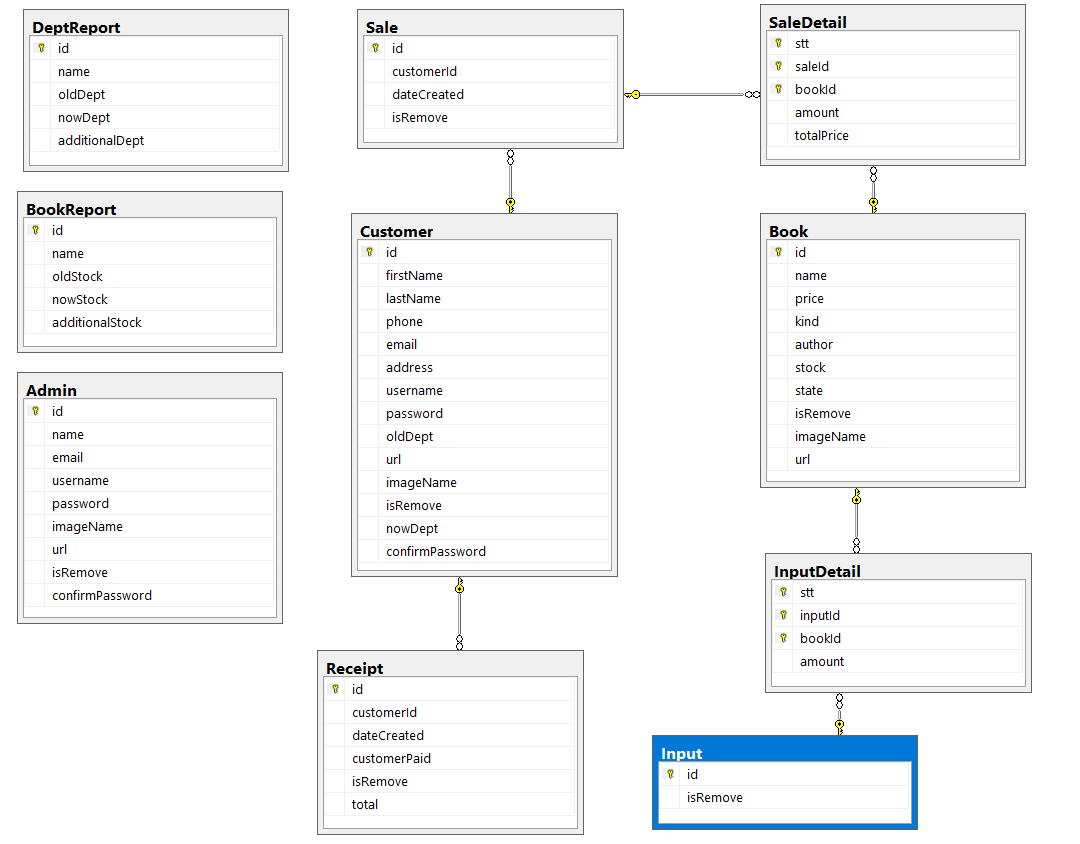 DeptReport
id
name
oldDept
nowDept
additionalDept
BookReport
id
name
oldStock
nowStock
additionalStock
Admin
id
name
email
username
password
imageName
url
isRemove
confirmPassword
Sale
id
customerId
dateCreated
isRemove
Customer
id
firstName
lastName
phone
email
address
username
password
oldDept
url
imageName
isRemove
nowDept
confirmPassword
Receipt
id
customerId
dateCreated
customerPaid
isRemove
total
SaleDetail
stt
saleId
bookId
amount
totalPrice
Book
id
name
price
kind
author
stock
state
isRemove
imageName
url
InputDetail
stt
inputId
bookId
amount
Input
id
isRemove